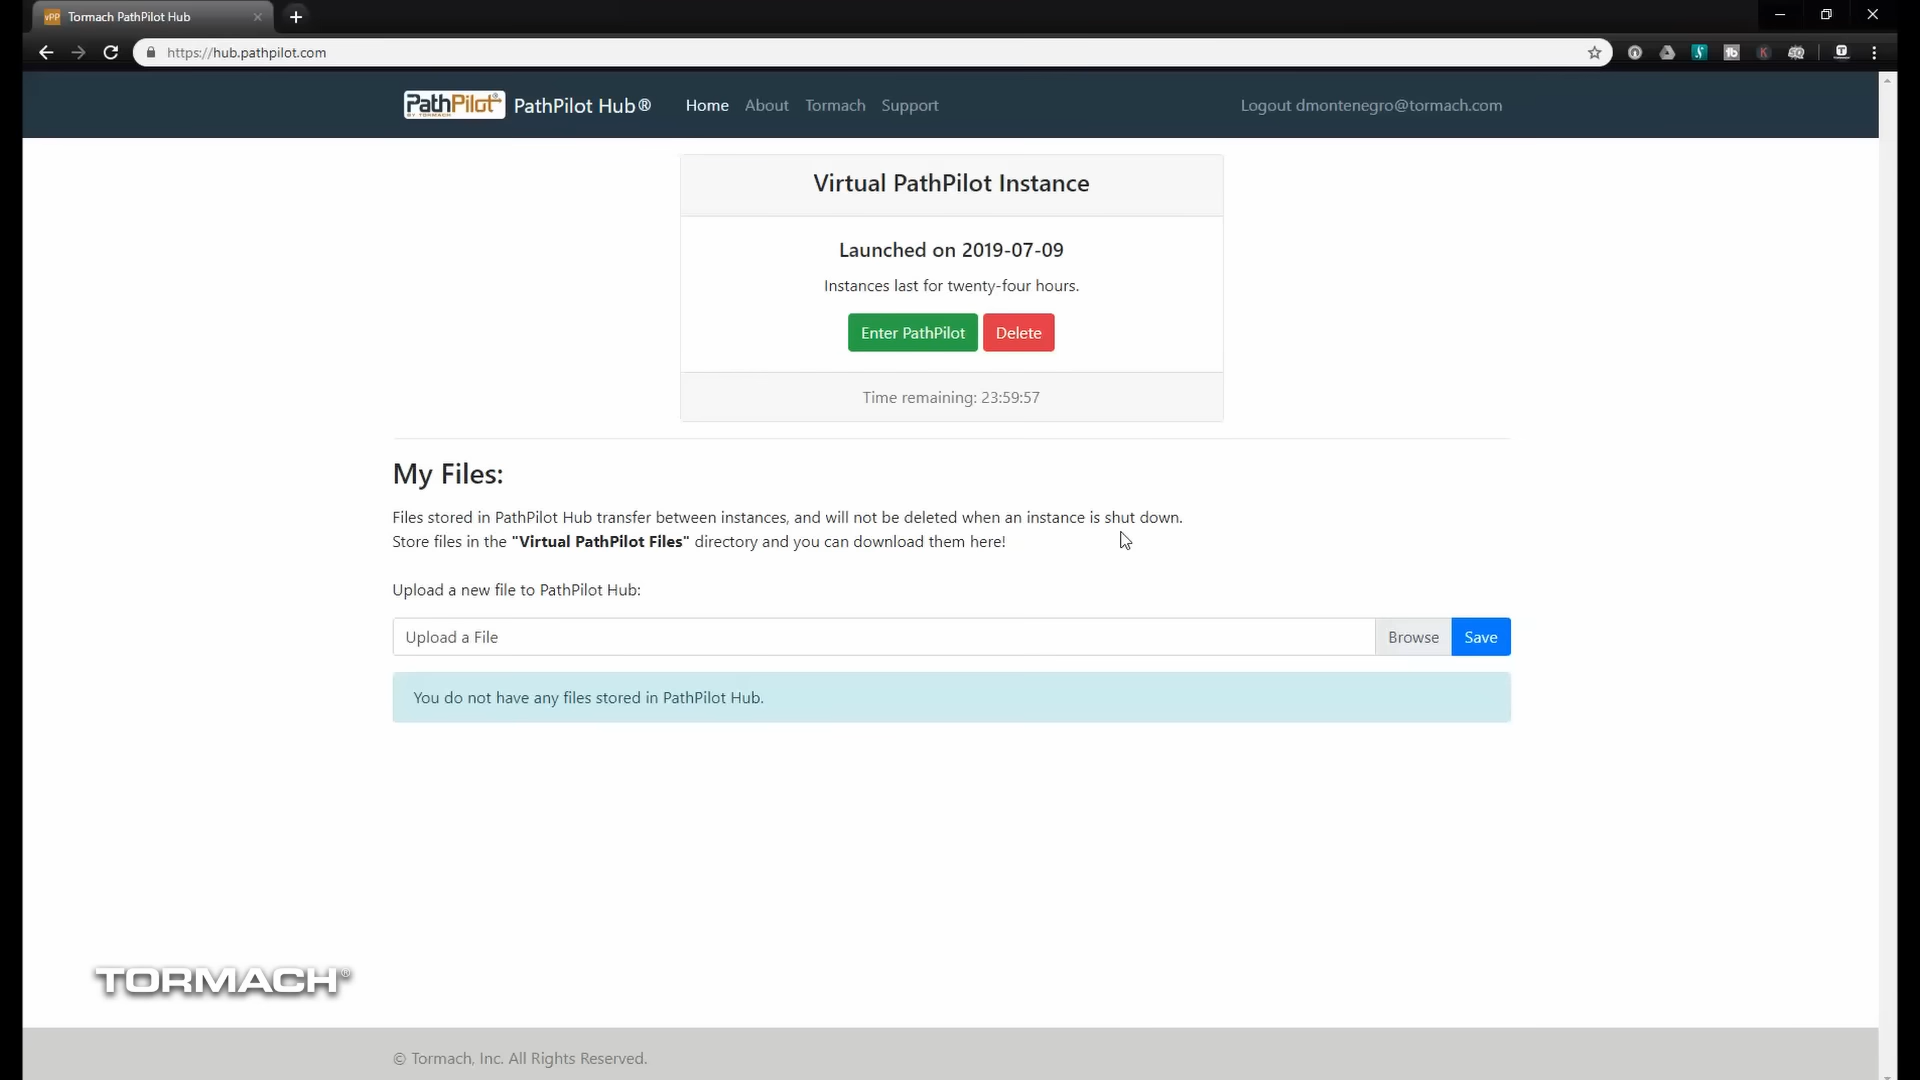 Tormach PathPilot Hub
https://hub.pathpilot.com
PathPilot®
BY TORMACH
PathPilot Hub®
Home About Tormach Support
Logout dmontenegro@tormach.com
Virtual PathPilot Instance
Launched on 2019-07-09
Instances last for twenty-four hours.
Enter PathPilot Delete
Time remaining: 23:59:57
My Files:
Files stored in PathPilot Hub transfer between instances, and will not be deleted when an instance is shut down.
Store files in the "Virtual PathPilot Files" directory and you can download them here!
Upload a new file to PathPilot Hub:
Upload a File Browse Save
You do not have any files stored in PathPilot Hub.
TORMACH®
© Tormach, Inc. All Rights Reserved.